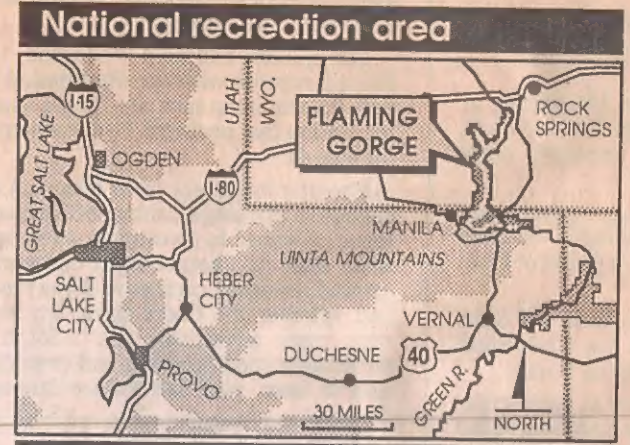 National recreation area
I-15
UTAH
WYO.
FLAMING
GORGE
ROCK
SPRINGS
OGDEN
I-80
GREAT SALT LAKE
MANILA
UINTA MOUNTAINS
SALT
LAKE
CITY
HEBER
CITY
VERNAL
DUCHESNE
40
PROVO
GREEN R.
30 MILES
NORTH